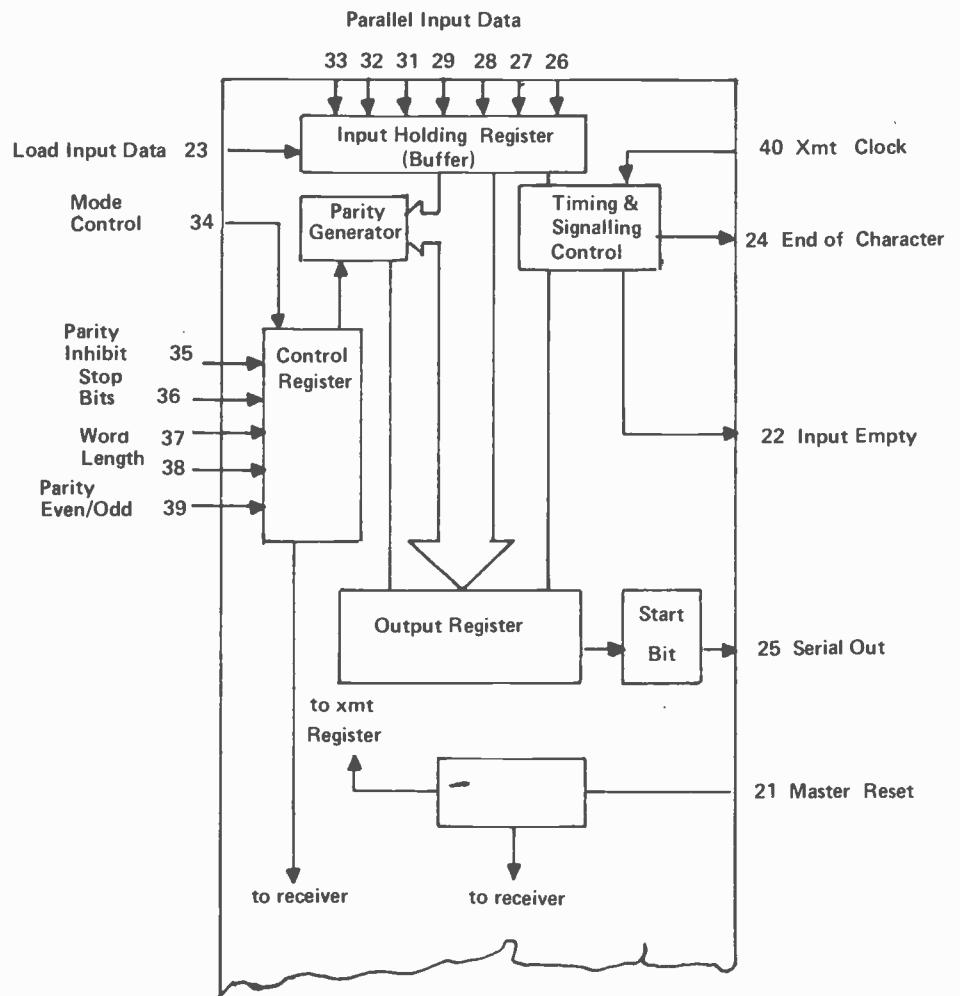 Parallel Input Data
33 32 31 29 28 27 26
Input Holding Register
(Buffer)
Load Input Data 23
40 Xmt Clock
Mode
Control 34
Parity
Generator
Timing &
Signalling
Control
24 End of Character
Parity
Inhibit 35
Stop
Bits 36
Word 37
Length 38
Parity
Even/Odd 39
Control
Register
22 Input Empty
Output Register
Start
Bit
25 Serial Out
to xmt
Register
21 Master Reset
to receiver
to receiver